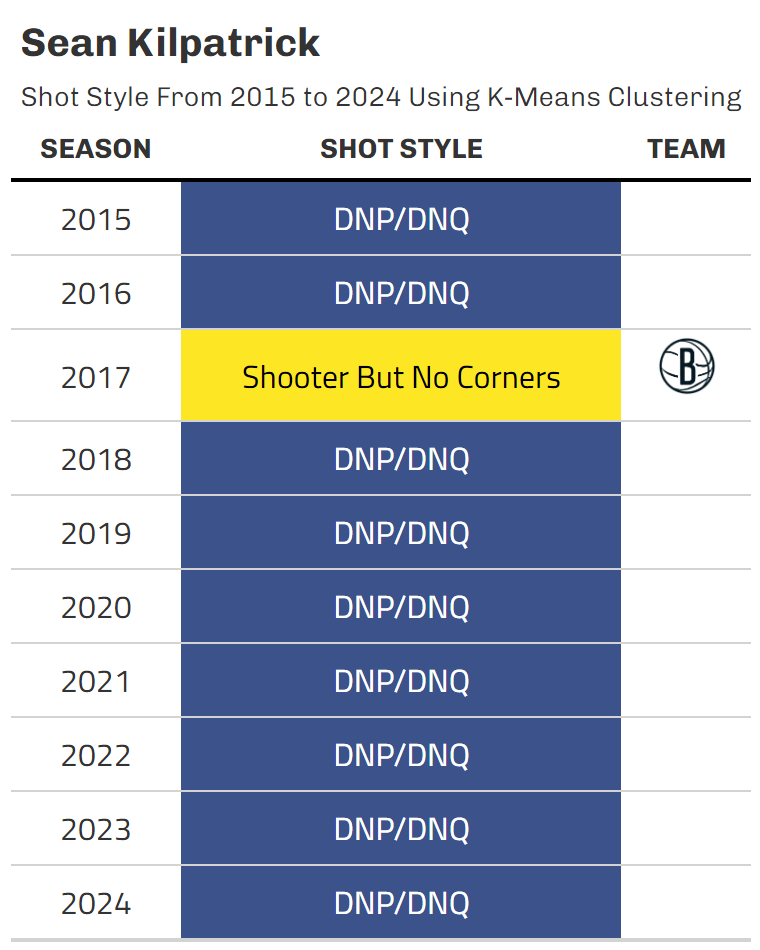 Sean Kilpatrick
Shot Style From 2015 to 2024 Using K-Means Clustering
SEASON SHOT STYLE TEAM
2015 DNP/DNQ
2016 DNP/DNQ
2017 Shooter But No Corners B
2018 DNP/DNQ
2019 DNP/DNQ
2020 DNP/DNQ
2021 DNP/DNQ
2022 DNP/DNQ
2023 DNP/DNQ
2024 DNP/DNQ